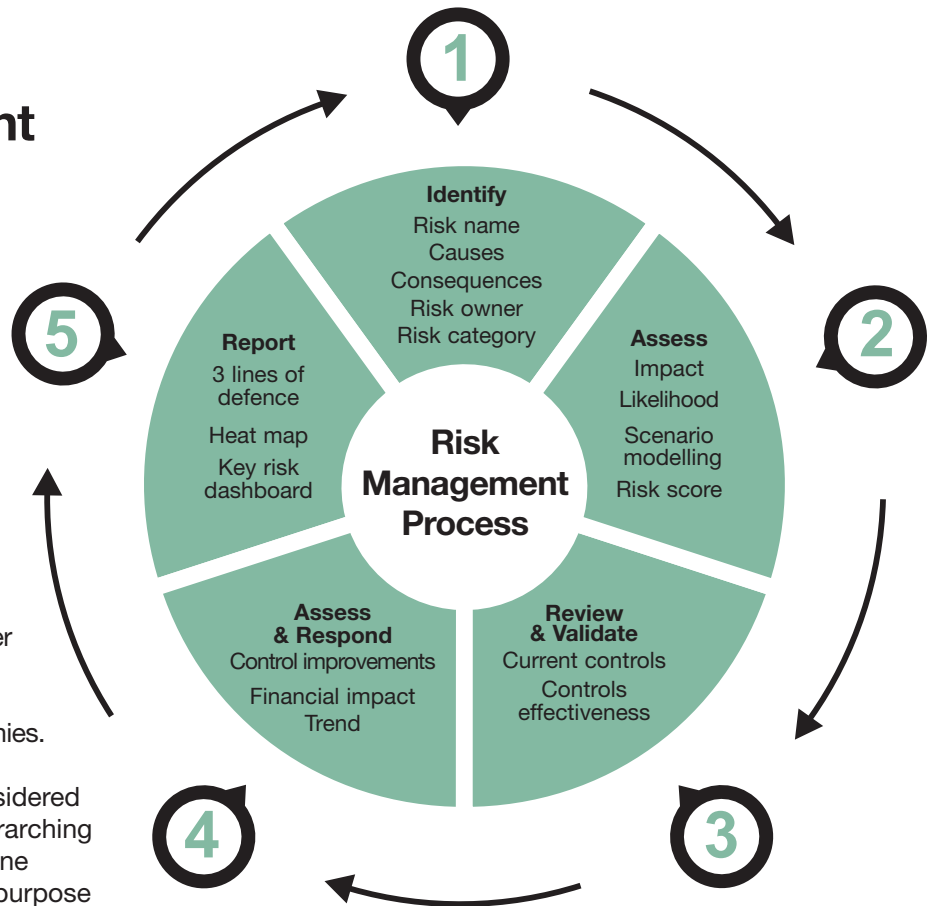 nt
er
nies.
sidered
rarching
ne
purpose
1
Identify
Risk name
Causes
Consequences
Risk owner
Risk category
2
Assess
Impact
Likelihood
Scenario
modelling
Risk score
3
Review
& Validate
Current controls
Controls
effectiveness
4
Assess
& Respond
Control improvements
Financial impact
Trend
5
Report
3 lines of
defence
Heat map
Key risk
dashboard
Risk
Management
Process